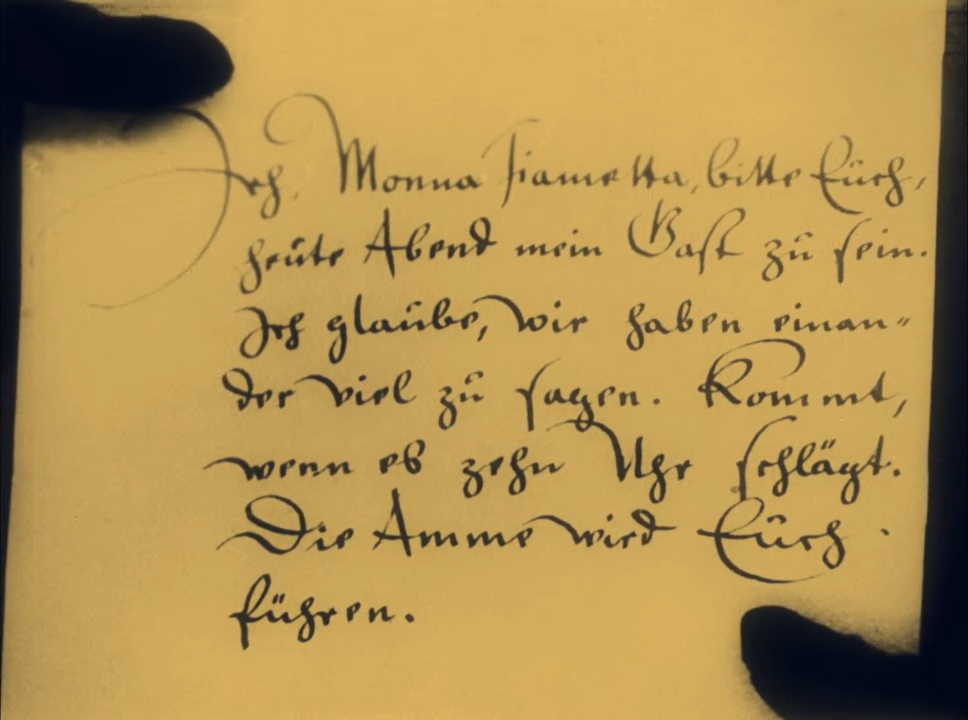 Ich, Monna Fiametta, bitte Euch,
heute Abend mein Gast zu sein.
Ich glaube, wir haben einan-
der viel zu sagen. Kommt,
wenn es zehn Uhr schlägt.
Die Amme wird Euch
führen.